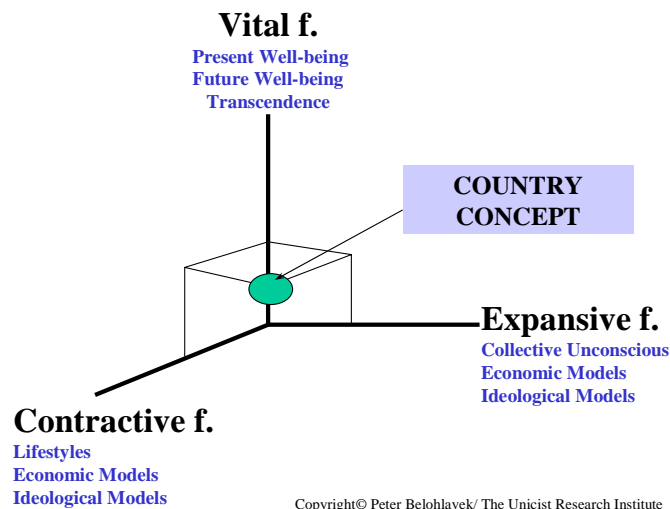 Vital f.
Present Well-being
Future Well-being
Transcendence
COUNTRY
CONCEPT
Expansive f.
Collective Unconscious
Economic Models
Ideological Models
Contractive f.
Lifestyles
Economic Models
Ideological Models
Copyright© Peter Belohlavek/ The Unicist Research Institute